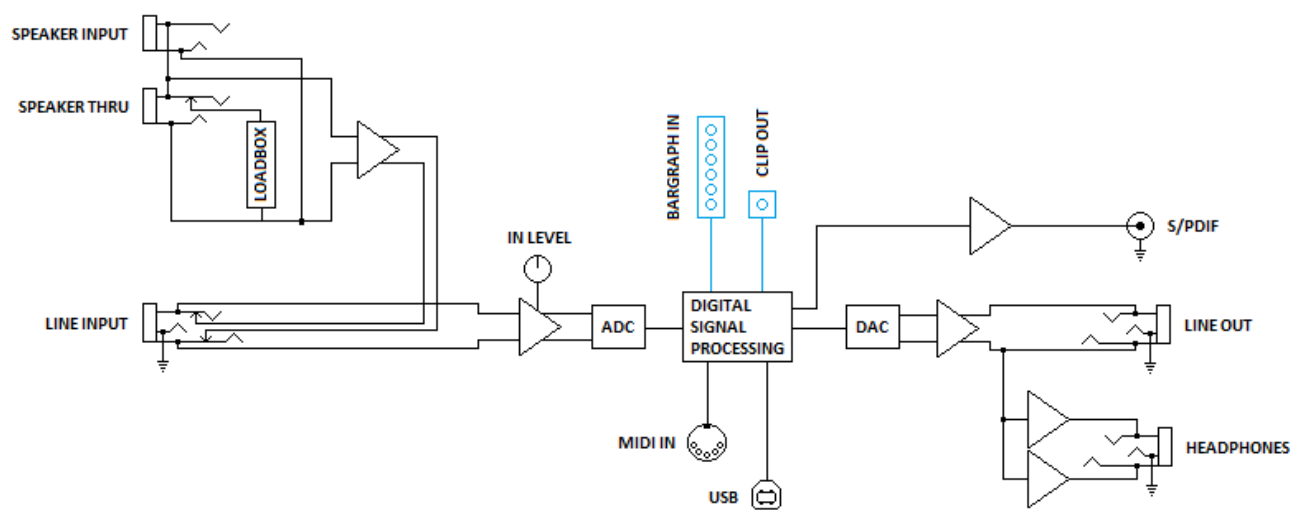 SPEAKER INPUT
SPEAKER THRU
LOADBOX
BARGRAPH IN
CLIP OUT
S/PDIF
IN LEVEL
LINE INPUT
ADC
DIGITAL
SIGNAL
PROCESSING
DAC
LINE OUT
MIDI IN
HEADPHONES
USB